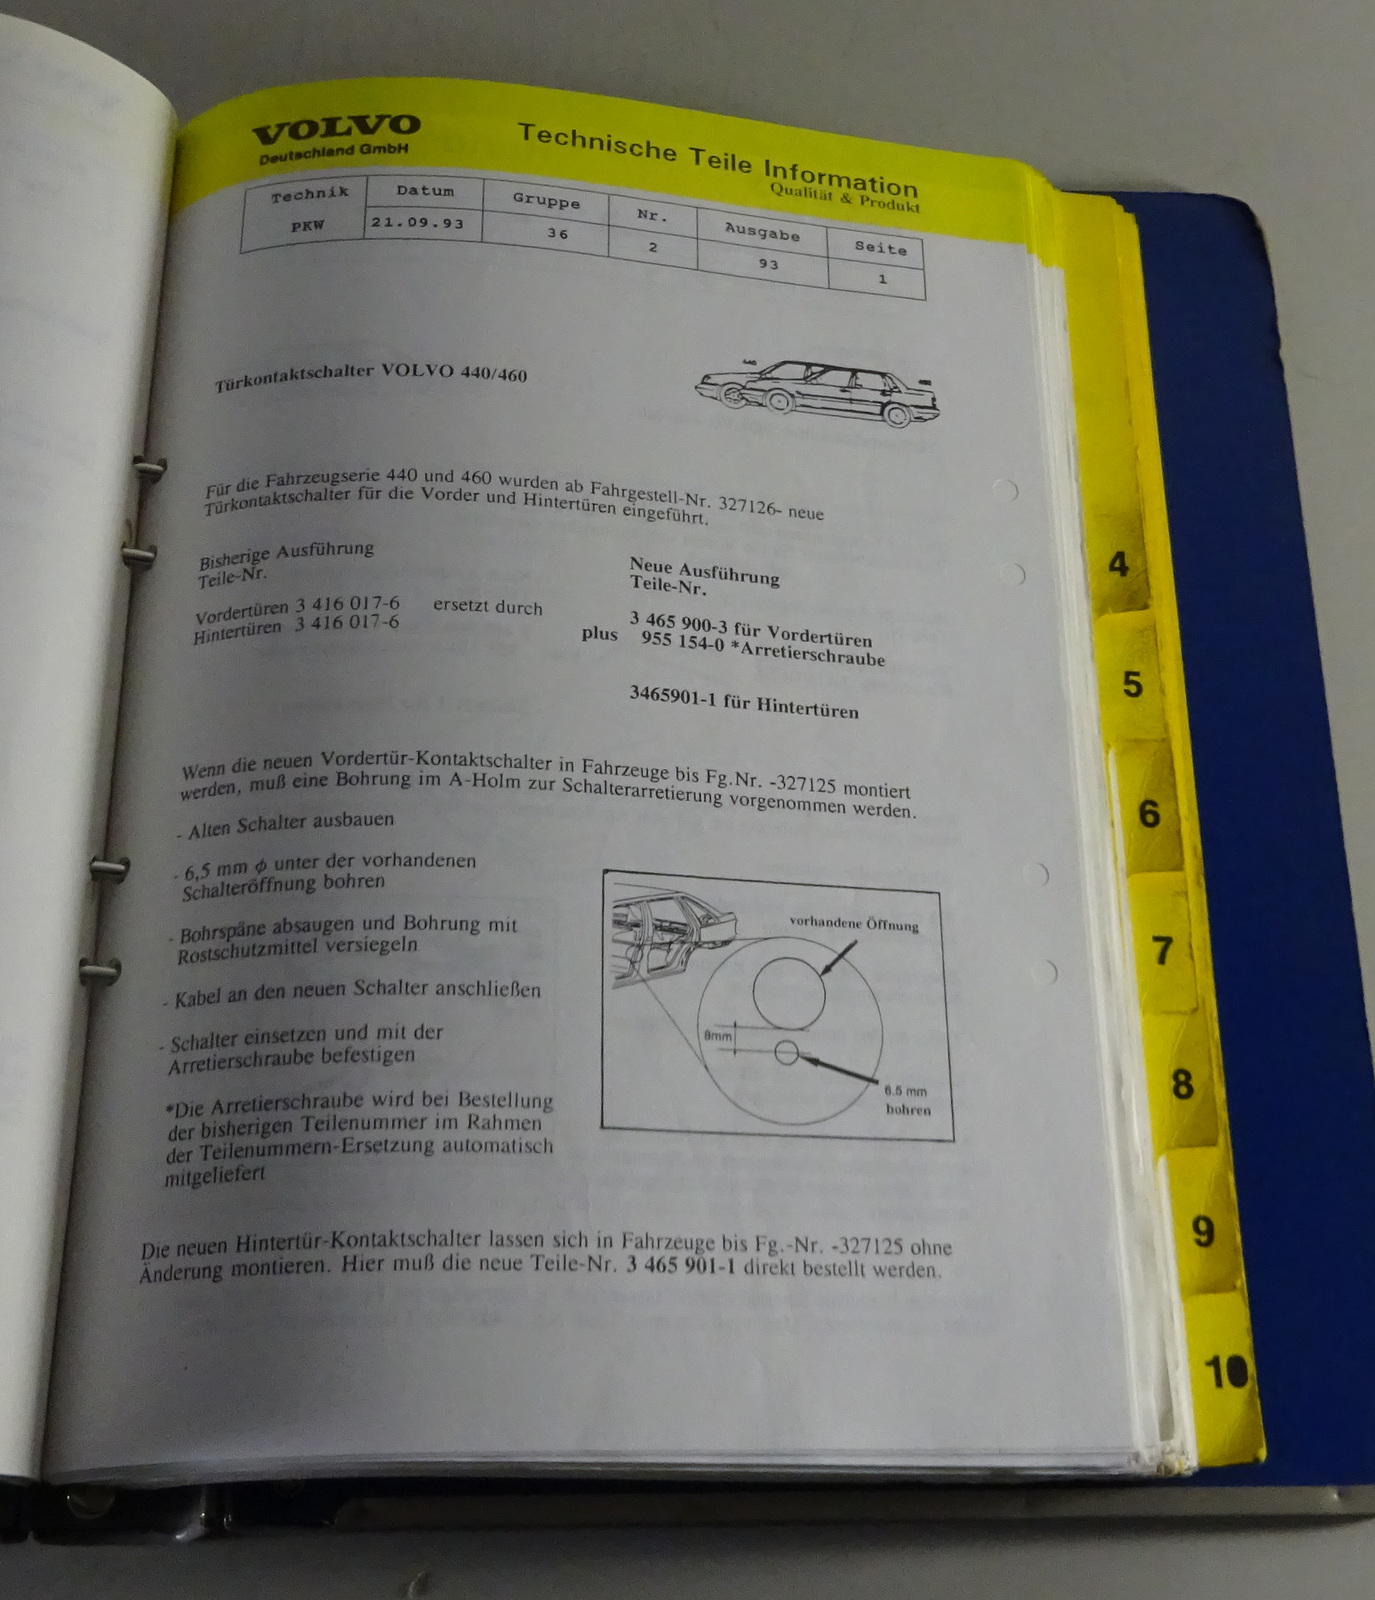 VOLVO
Deutschland GmbH
Technische Teile Information
Qualität & Produkt
Technik Datum Gruppe Nr. Ausgabe Seite
PKW 21.09.93 36 2 93 1
Türkontaktschalter VOLVO 440/460
440
460
Für die Fahrzeugserie 440 und 460 wurden ab Fahrgestell-Nr. 327126- neue
Türkontaktschalter für die Vorder und Hintertüren eingeführt.
Bisherige Ausführung
Teile-Nr.
Neue Ausführung
Teile-Nr.
Vordertüren 3 416 017-6 ersetzt durch
Hintertüren 3 416 017-6
3 465 900-3 für Vordertüren
plus 955 154-0 *Arretierschraube
3465901-1 für Hintertüren
Wenn die neuen Vordertür-Kontaktschalter in Fahrzeuge bis Fg.Nr. -327125 montiert
werden, muß eine Bohrung im A-Holm zur Schalterarretierung vorgenommen werden.
- Alten Schalter ausbauen
- 6,5 mm ϕ unter der vorhandenen
Schalteröffnung bohren
- Bohrspäne absaugen und Bohrung mit
Rostschutzmittel versiegeln
- Kabel an den neuen Schalter anschließen
- Schalter einsetzen und mit der
Arretierschraube befestigen
*Die Arretierschraube wird bei Bestellung
der bisherigen Teilenummer im Rahmen
der Teilenummern-Ersetzung automatisch
mitgeliefert
vorhandene Öffnung
8mm
6.5 mm
bohren
Die neuen Hintertür-Kontaktschalter lassen sich in Fahrzeuge bis Fg.-Nr. -327125 ohne
Änderung montieren. Hier muß die neue Teile-Nr. 3 465 901-1 direkt bestellt werden.
4
5
6
7
8
9
10